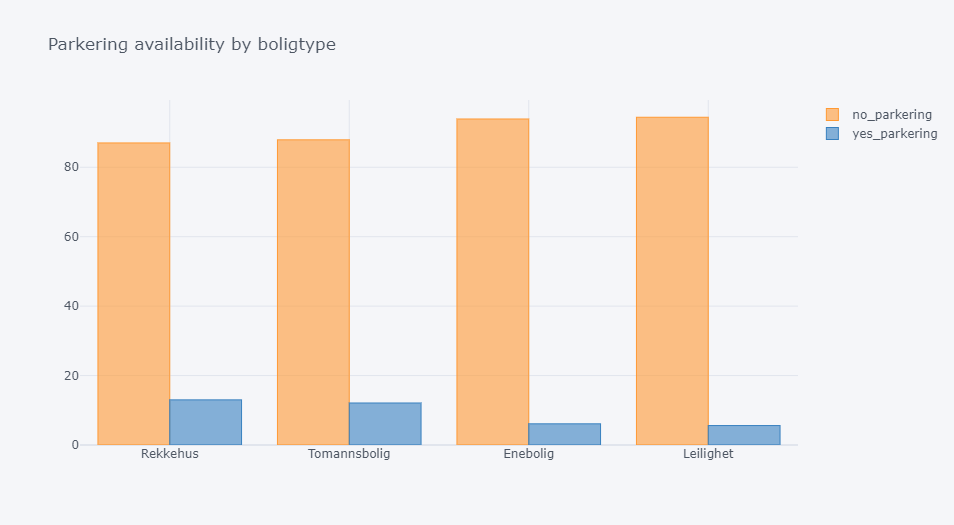 Parkering availability by boligtype
no_parkering
yes_parkering
80
60
40
20
0
Rekkehus
Tomannsbolig
Enebolig
Leilighet